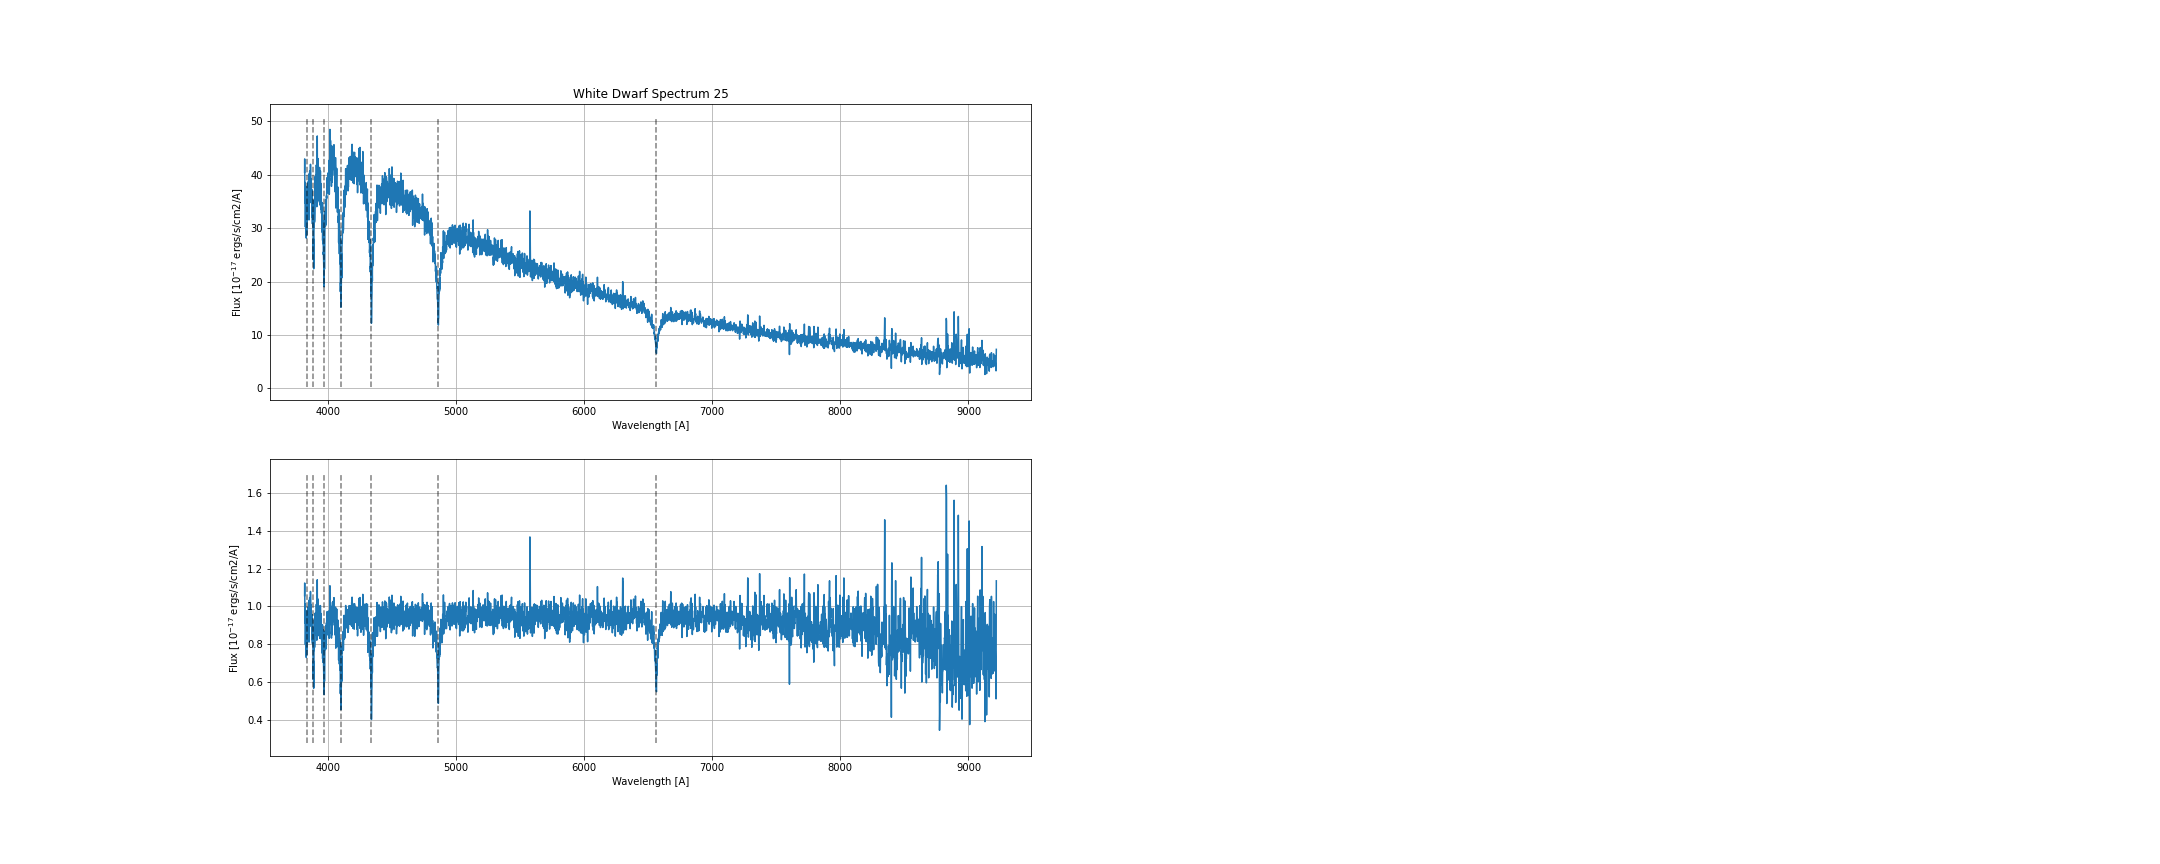 White Dwarf Spectrum 25
50
40
30
20
10
0
Flux [10⁻¹⁷ ergs/s/cm2/A]
4000 5000 6000 7000 8000 9000
Wavelength [A]
1.6
1.4
1.2
1.0
0.8
0.6
0.4
Flux [10⁻¹⁷ ergs/s/cm2/A]
4000 5000 6000 7000 8000 9000
Wavelength [A]